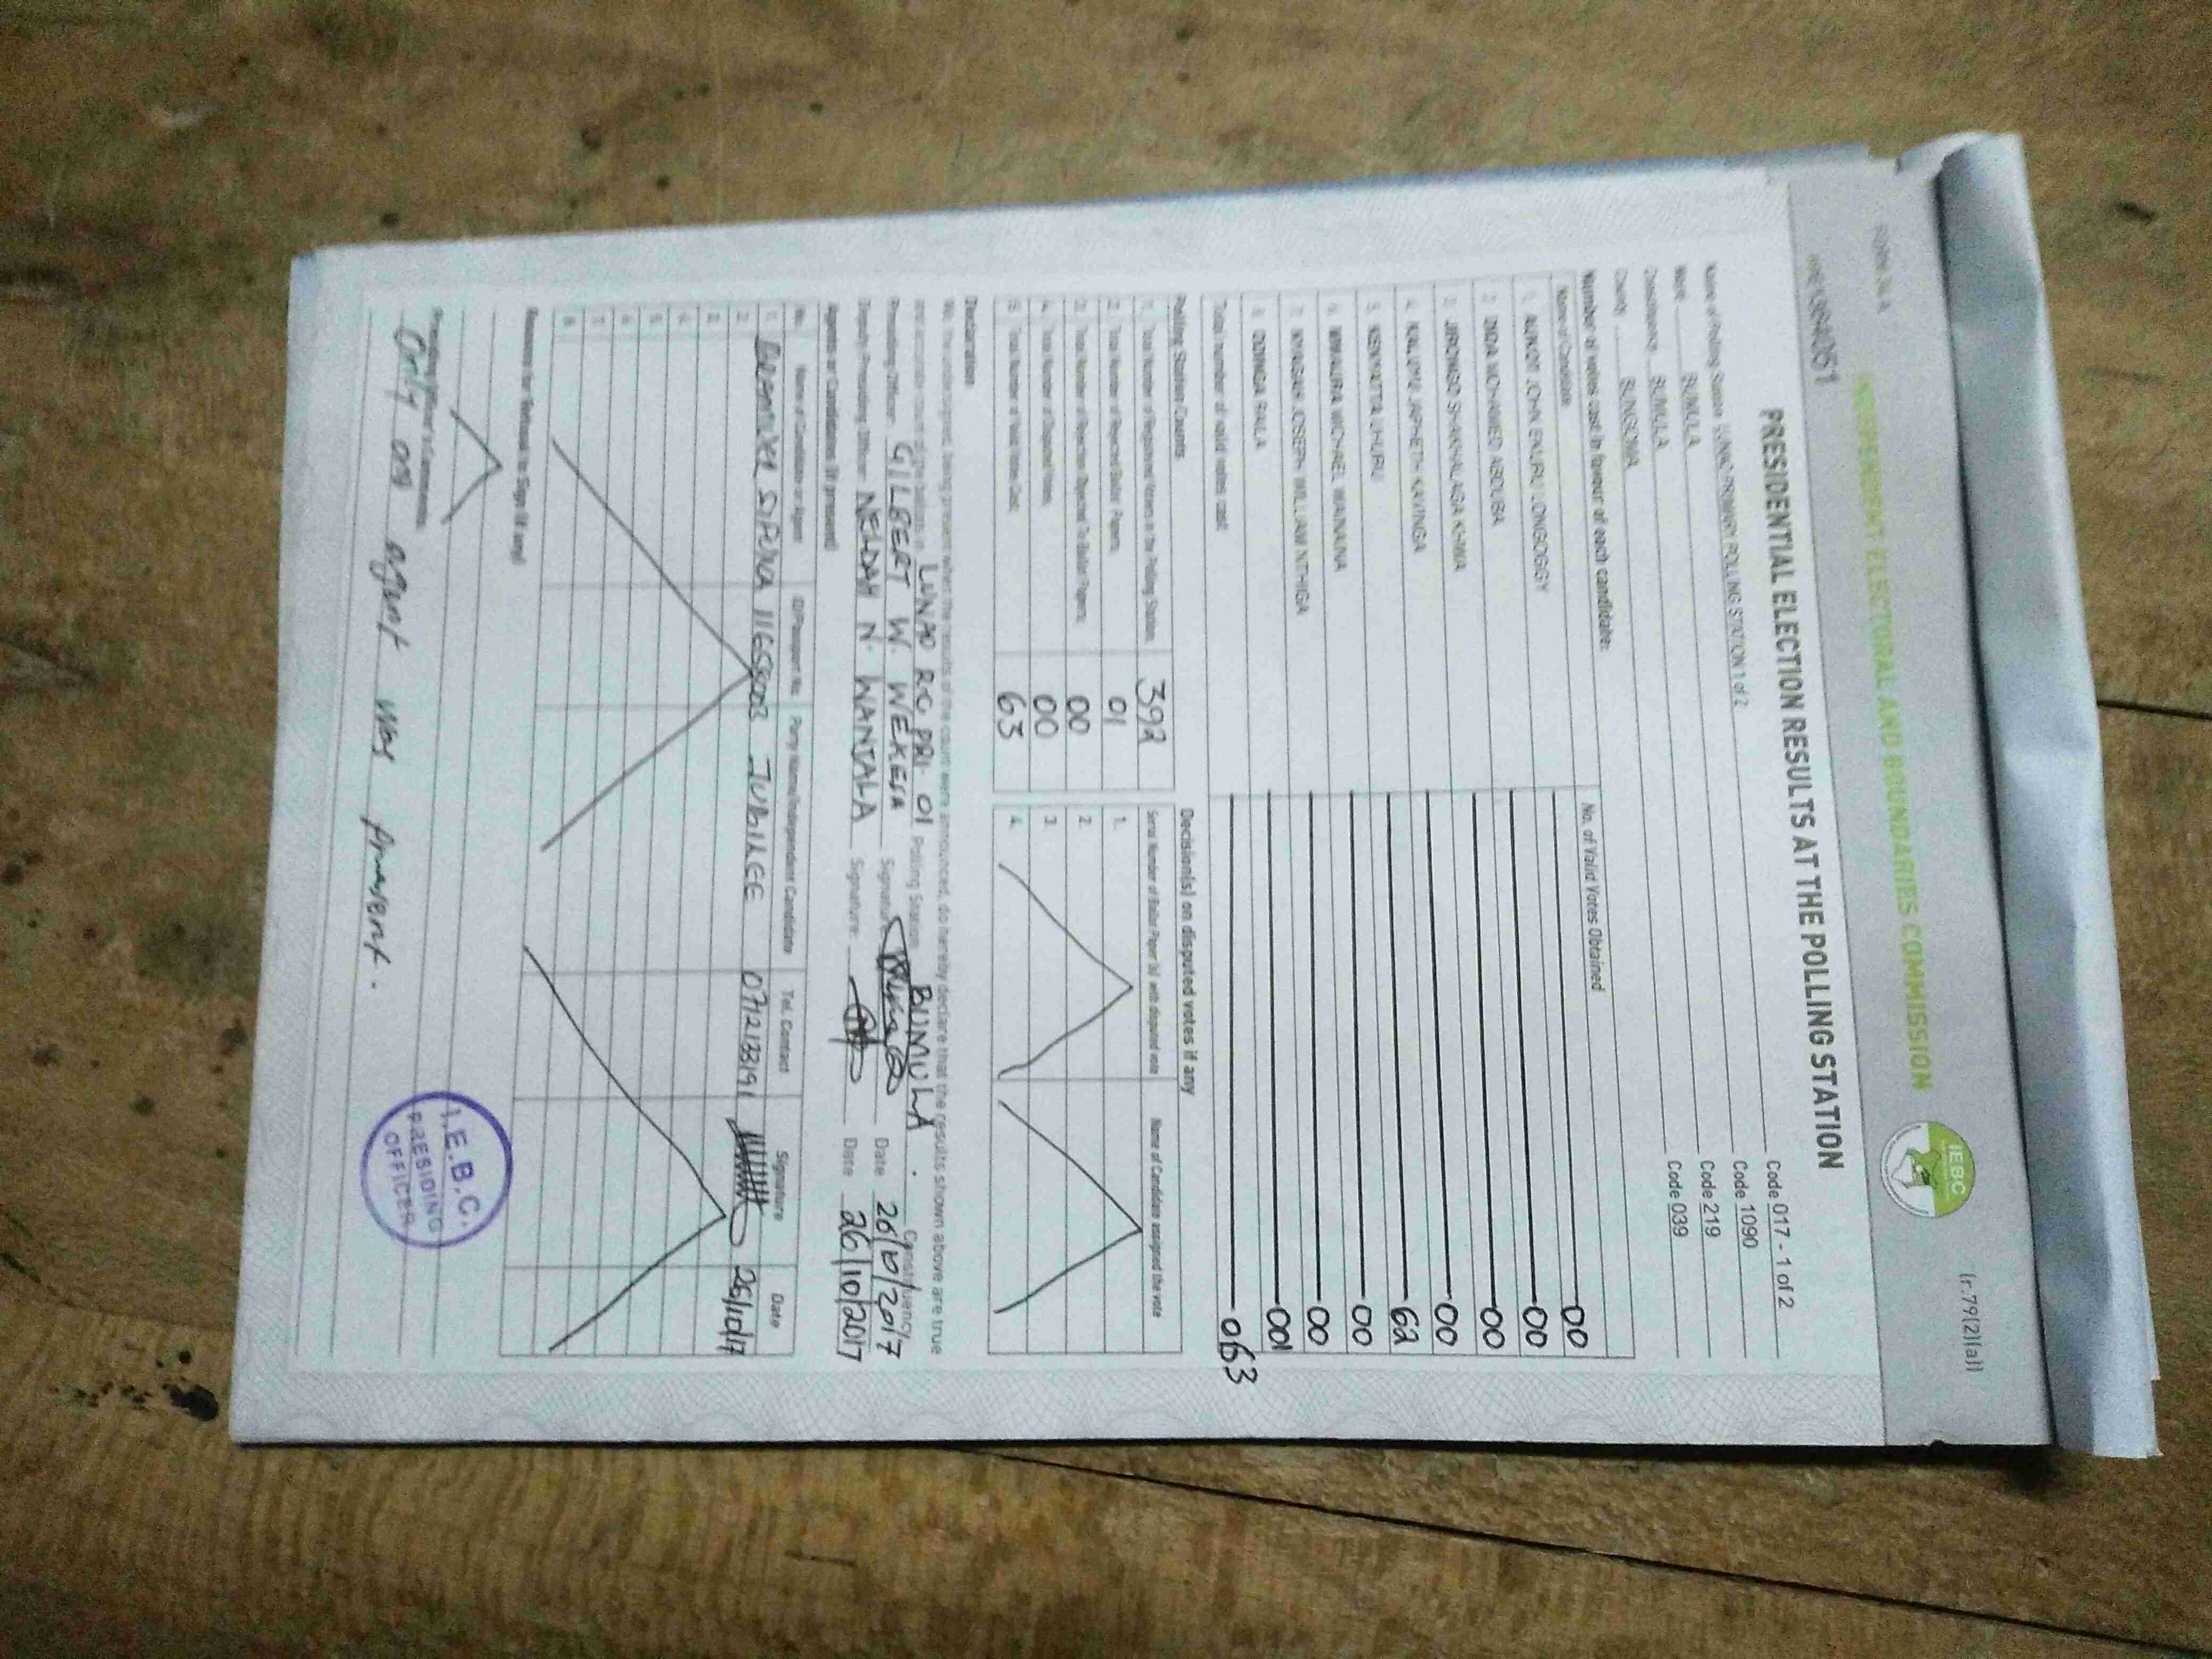 FORM 34 A
(r.79(2)(a))
INDEPENDENT ELECTORAL AND BOUNDARIES COMMISSION
IEBC
PRESIDENTIAL ELECTION RESULTS AT THE POLLING STATION
Name of Polling Station LUNAO PRIMARY POLLING STATION 1 of 2 Code 017 - 1 of 2
Ward BUMULA Code 1090
Constituency BUMULA Code 219
County BUNGOMA Code 039
Number of votes cast in favour of each candidate:
Name of Candidate No. of Valid Votes Obtained
1. AUKOT JOHN EKURU LONGOGGY 00
2. DIDA MOHAMED ABDUBA 00
3. JIRONGO SHAKHALAGA KHWA 00
4. KALUYU JAPHETH KAVINGA 00
5. KENYATTA UHURU 62
6. MWAURA MICHAEL WAINAINA 00
7. NYAGAH JOSEPH WILLIAM NTHIGA 00
8. ODINGA RAILA 001
Total number of valid votes cast 063
Polling Station Counts
1. Total Number of Registered Voters in the Polling Station 392
2. Total Number of Rejected Ballot Papers 01
3. Total Number of Rejection Objected To Ballot Papers 00
4. Total Number of Disputed Votes 00
5. Total Number of Valid Votes Cast 63
Decision(s) on disputed votes if any
Serial Number of Ballot Paper (s) with disputed vote Name of Candidate assigned the vote
1.
2.
3.
4.
Declaration
We, the undersigned, being present when the results of the count were announced, do hereby declare that the results shown above are true
and accurate count of the ballots in LUNAO R.C PRI- 01 Polling Station BUMULA . Constituency
Presiding Officer: GILBERT W. WEKESA Signature Date 26/10/2017
Deputy Presiding Officer: NELDAH N. WANJALA Signature: Date 26/10/2017
Agents or Candidates (if present)
No. Name of Candidate or Agent ID/Passport No. Party Name/Independent Candidate Tel. Contact Signature Date
1. SIFUNA JUBILEE 0712133191 26/10/17
2.
3.
4.
5.
6.
7.
8.
Reasons for Refusal to Sign (if any)
Presiding Officer's Comments:
Only one agent was present.
I.E.B.C.
PRESIDING
OFFICER